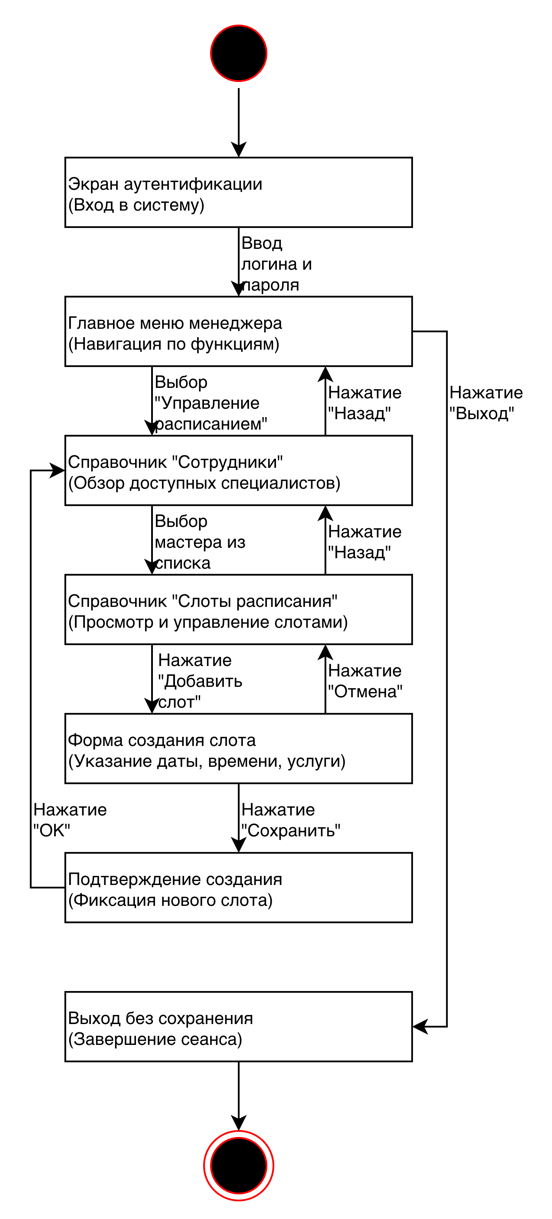 Экран аутентификации
(Вход в систему)
Ввод
логина и
пароля
Главное меню менеджера
(Навигация по функциям)
Выбор
"Управление
расписанием"
Нажатие
"Назад"
Нажатие
"Выход"
Справочник "Сотрудники"
(Обзор доступных специалистов)
Выбор
мастера из
списка
Нажатие
"Назад"
Справочник "Слоты расписания"
(Просмотр и управление слотами)
Нажатие
"Добавить
слот"
Нажатие
"Отмена"
Форма создания слота
(Указание даты, времени, услуги)
Нажатие
"ОК"
Нажатие
"Сохранить"
Подтверждение создания
(Фиксация нового слота)
Выход без сохранения
(Завершение сеанса)